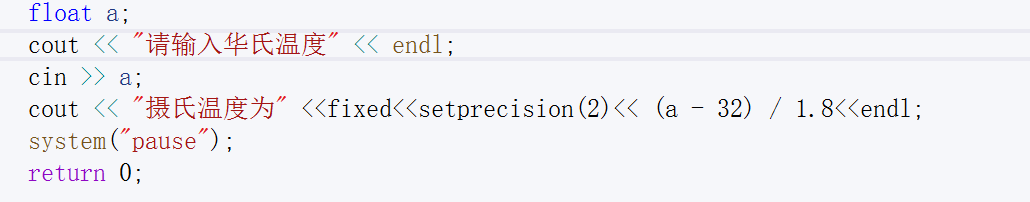 float a;
cout << "请输入华氏温度" << endl;
cin >> a;
cout << "摄氏温度为" <<fixed<<setprecision(2)<< (a - 32) / 1.8<<endl;
system("pause");
return 0;